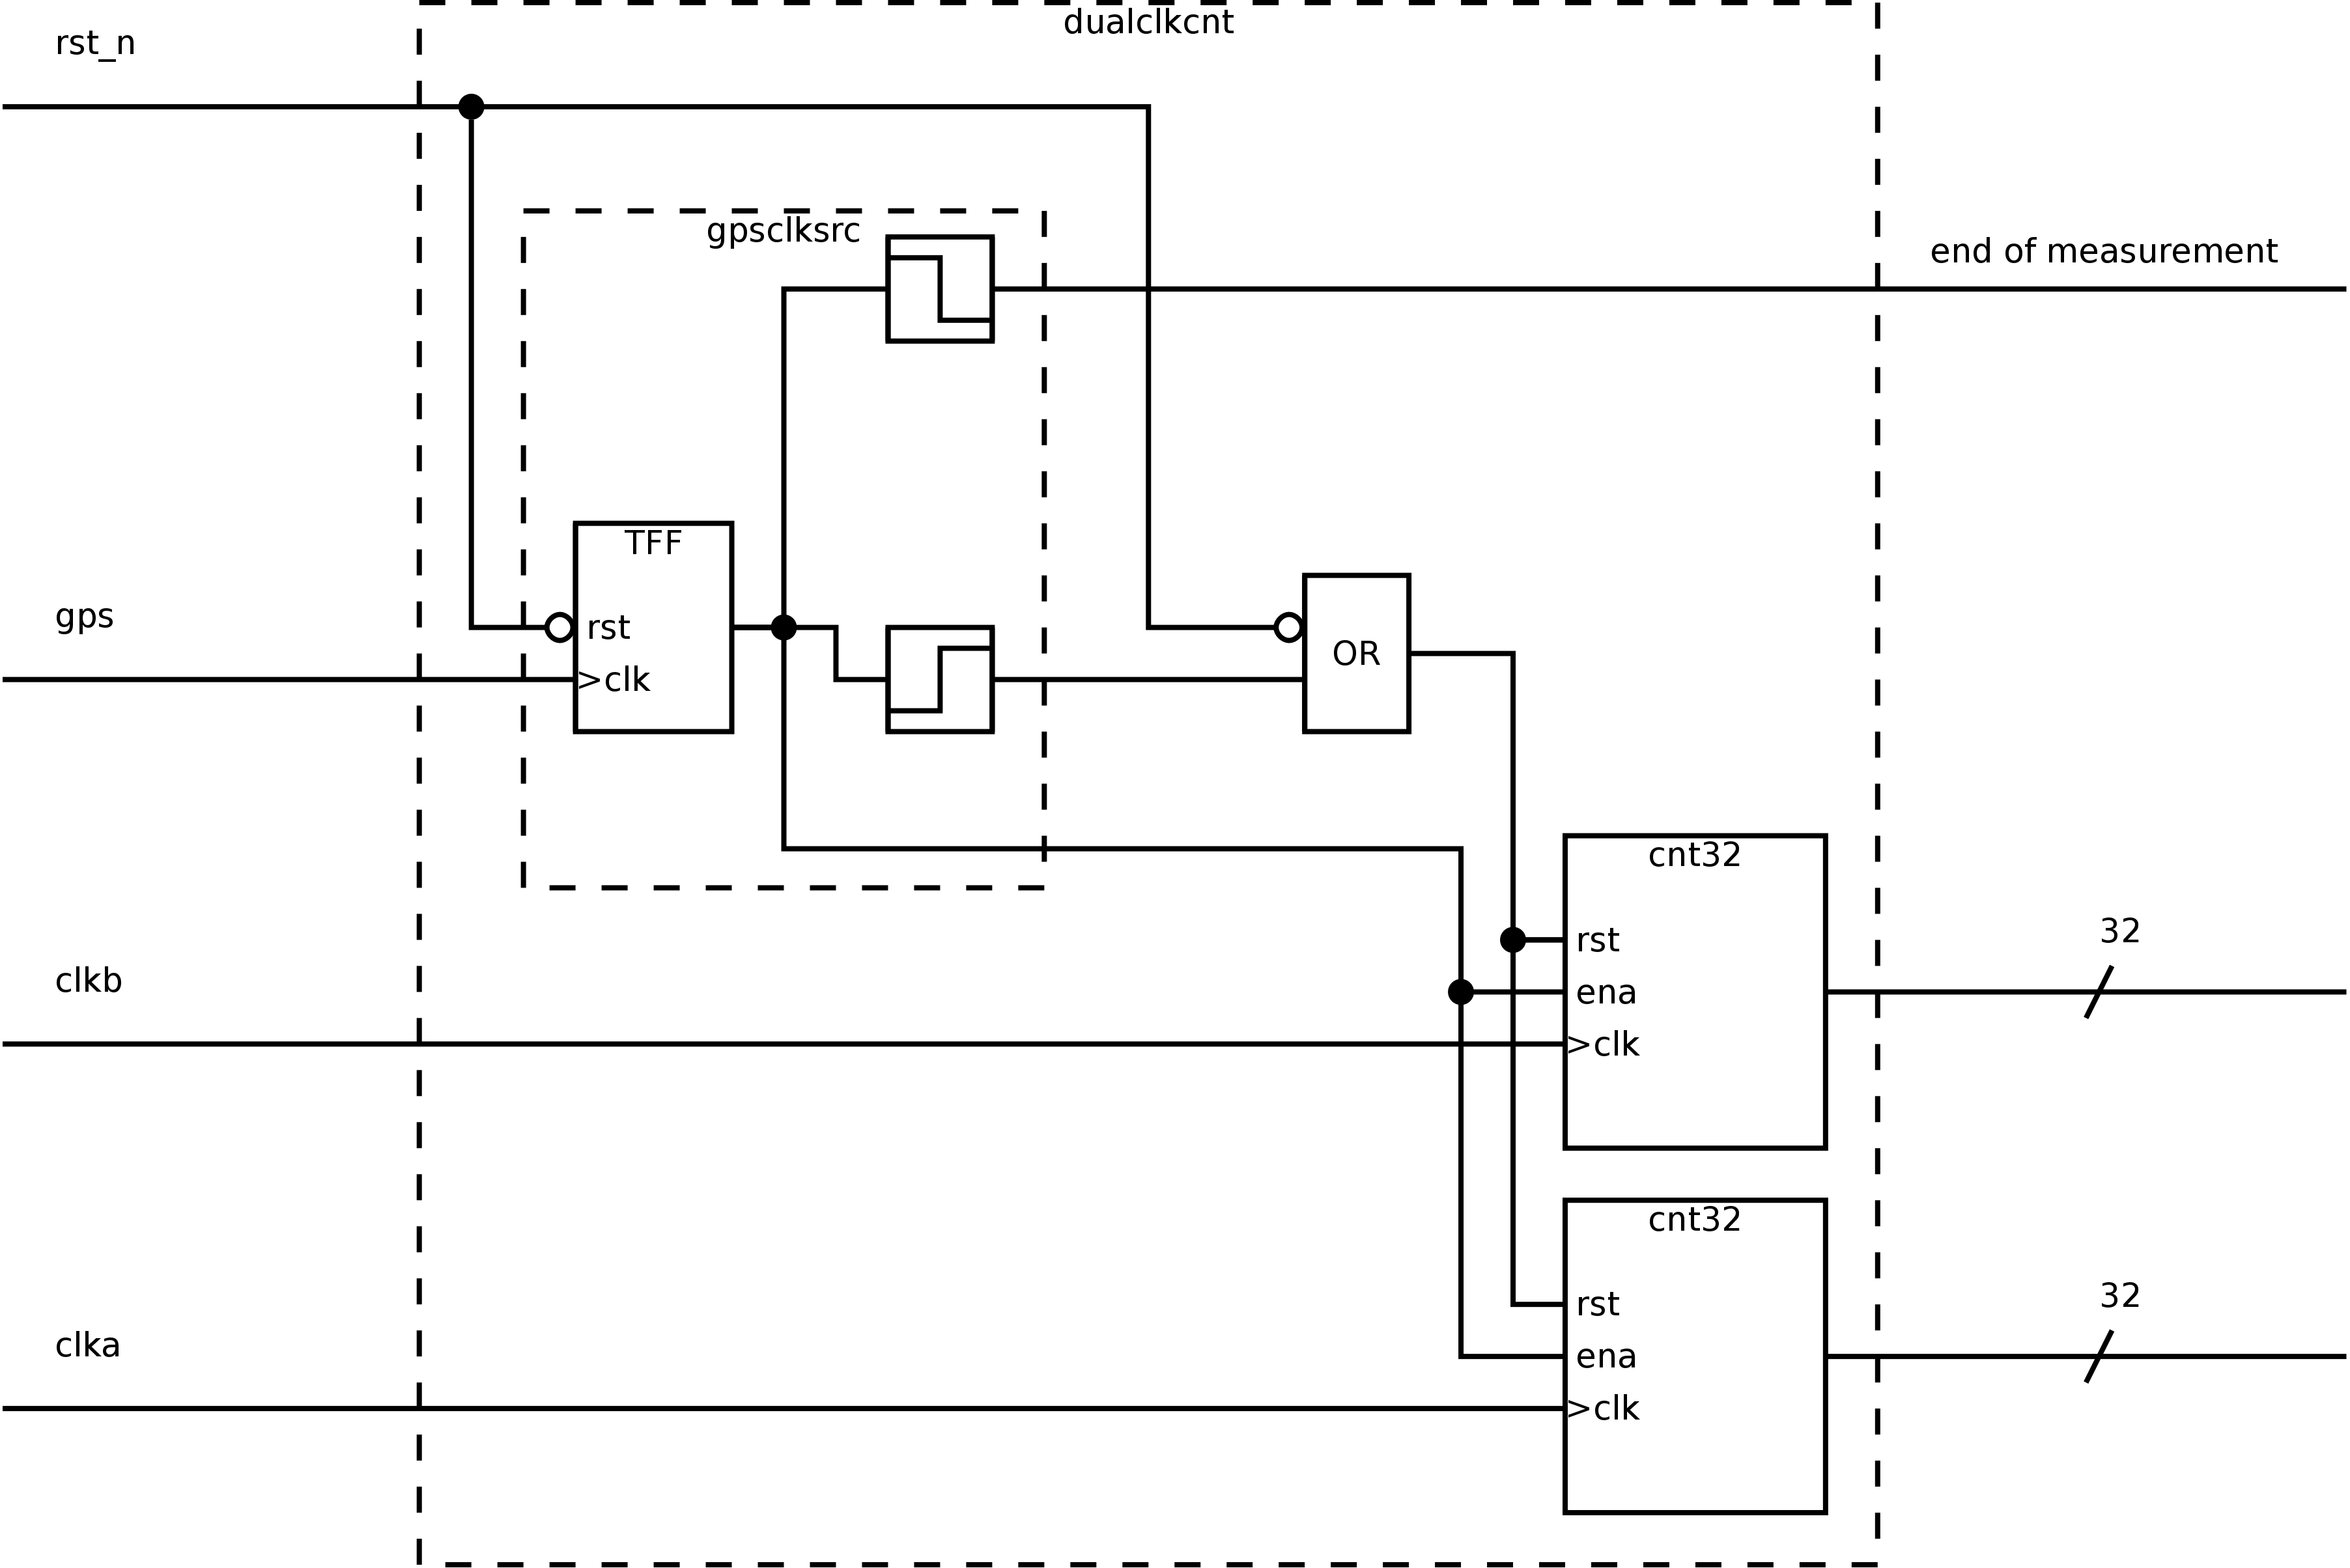 dualclkcnt
rst_n
gpsclksrc
end of measurement
TFF
gps
rst
OR
>clk
cnt32
32
rst
clkb
ena
>clk
cnt32
32
rst
clka
ena
>clk